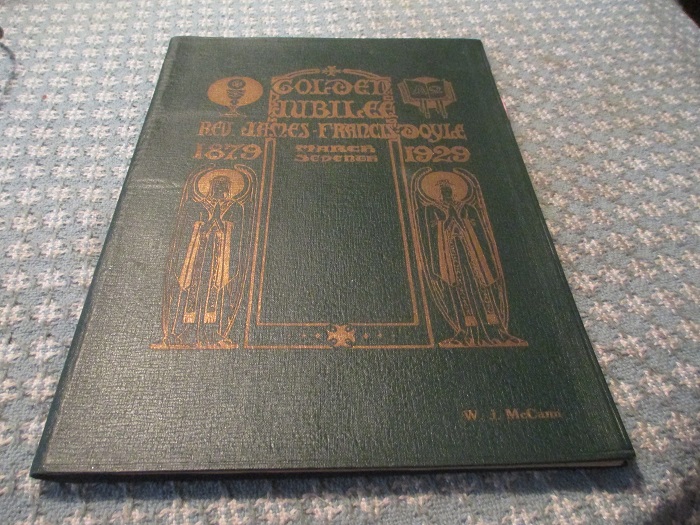 GOLDEN
JUBILEE
REV. JAMES FRANCIS DOYLE
1879 MARCH 1929
SEVENTH
W. J. McCann